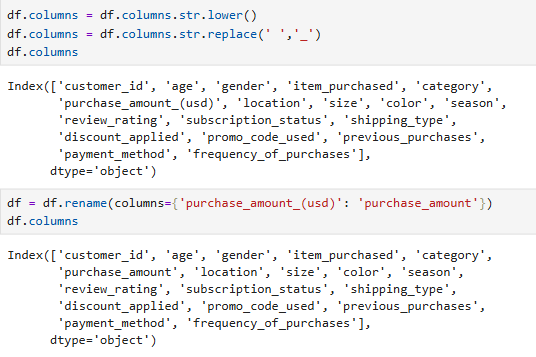 df.columns = df.columns.str.lower()
df.columns = df.columns.str.replace(' ','_')
df.columns
Index(['customer_id', 'age', 'gender', 'item_purchased', 'category',
'purchase_amount_(usd)', 'location', 'size', 'color', 'season',
'review_rating', 'subscription_status', 'shipping_type',
'discount_applied', 'promo_code_used', 'previous_purchases',
'payment_method', 'frequency_of_purchases'],
dtype='object')
df = df.rename(columns={'purchase_amount_(usd)': 'purchase_amount'})
df.columns
Index(['customer_id', 'age', 'gender', 'item_purchased', 'category',
'purchase_amount', 'location', 'size', 'color', 'season',
'review_rating', 'subscription_status', 'shipping_type',
'discount_applied', 'promo_code_used', 'previous_purchases',
'payment_method', 'frequency_of_purchases'],
dtype='object')